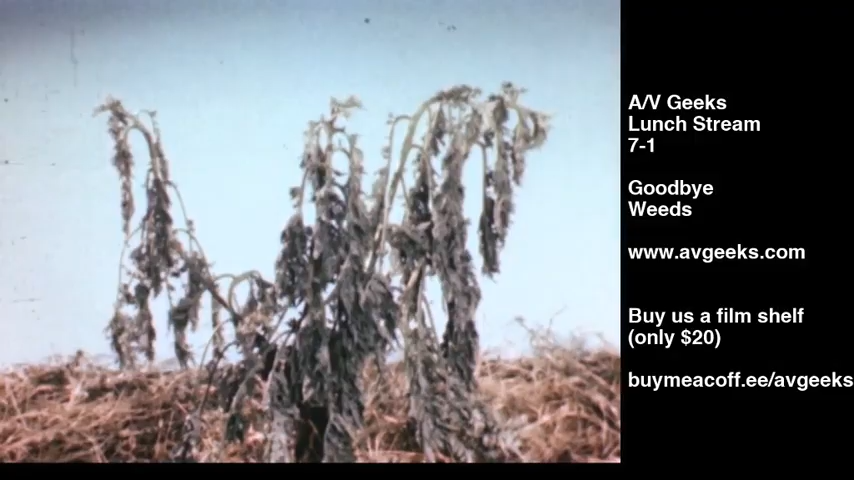 A/V Geeks
Lunch Stream
7-1
Goodbye
Weeds
www.avgeeks.com
Buy us a film shelf
(only $20)
buymeacoff.ee/avgeeks